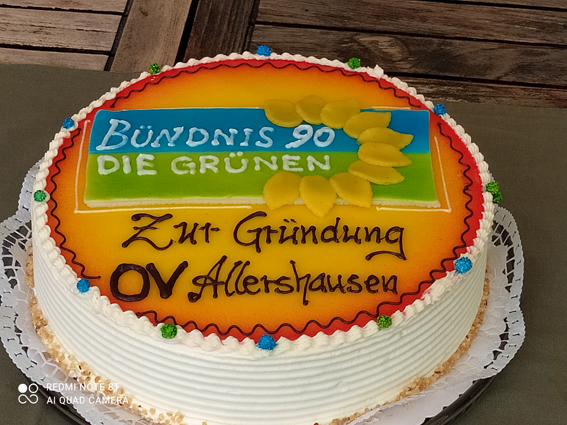 BÜNDNIS 90
DIE GRÜNEN
Zur Gründung
OV Allershausen
REDMI NOTE 8T
AI QUAD CAMERA